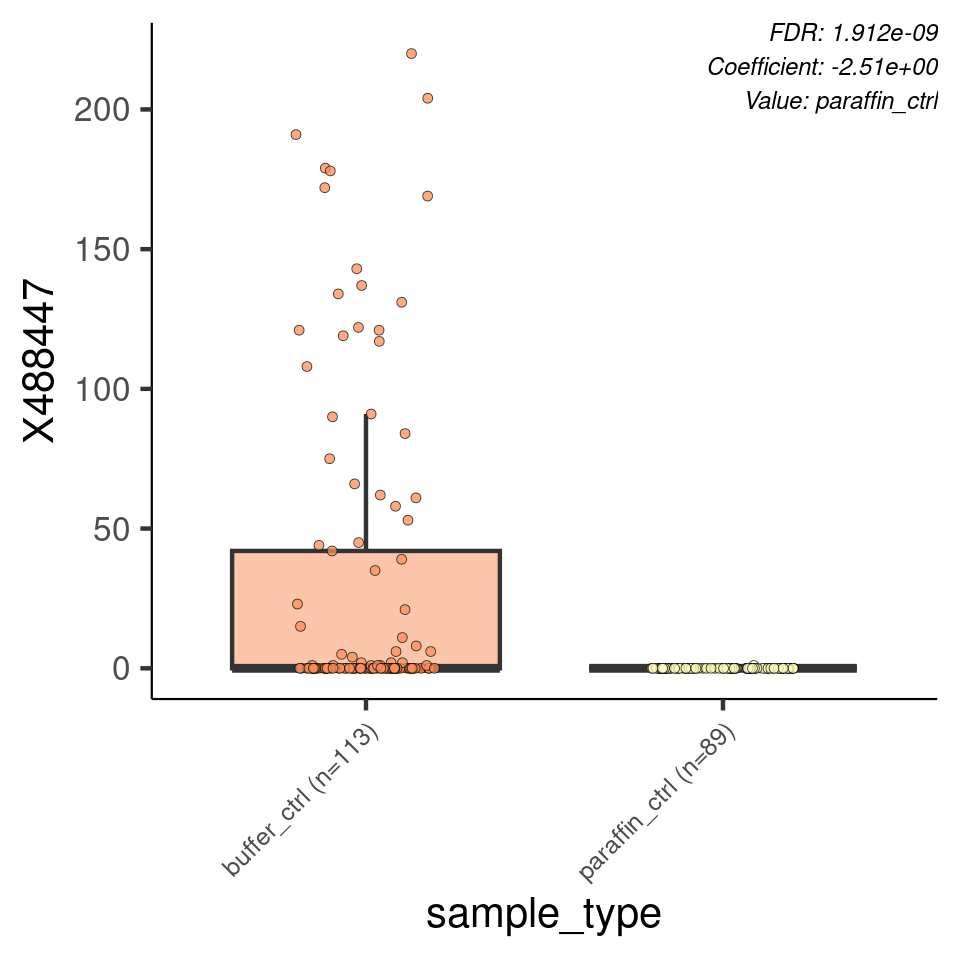 FDR: 1.912e-09
Coefficient: -2.51e+00
Value: paraffin_ctrl
X488447
200
150
100
50
0
buffer_ctrl (n=113)
paraffin_ctrl (n=89)
sample_type